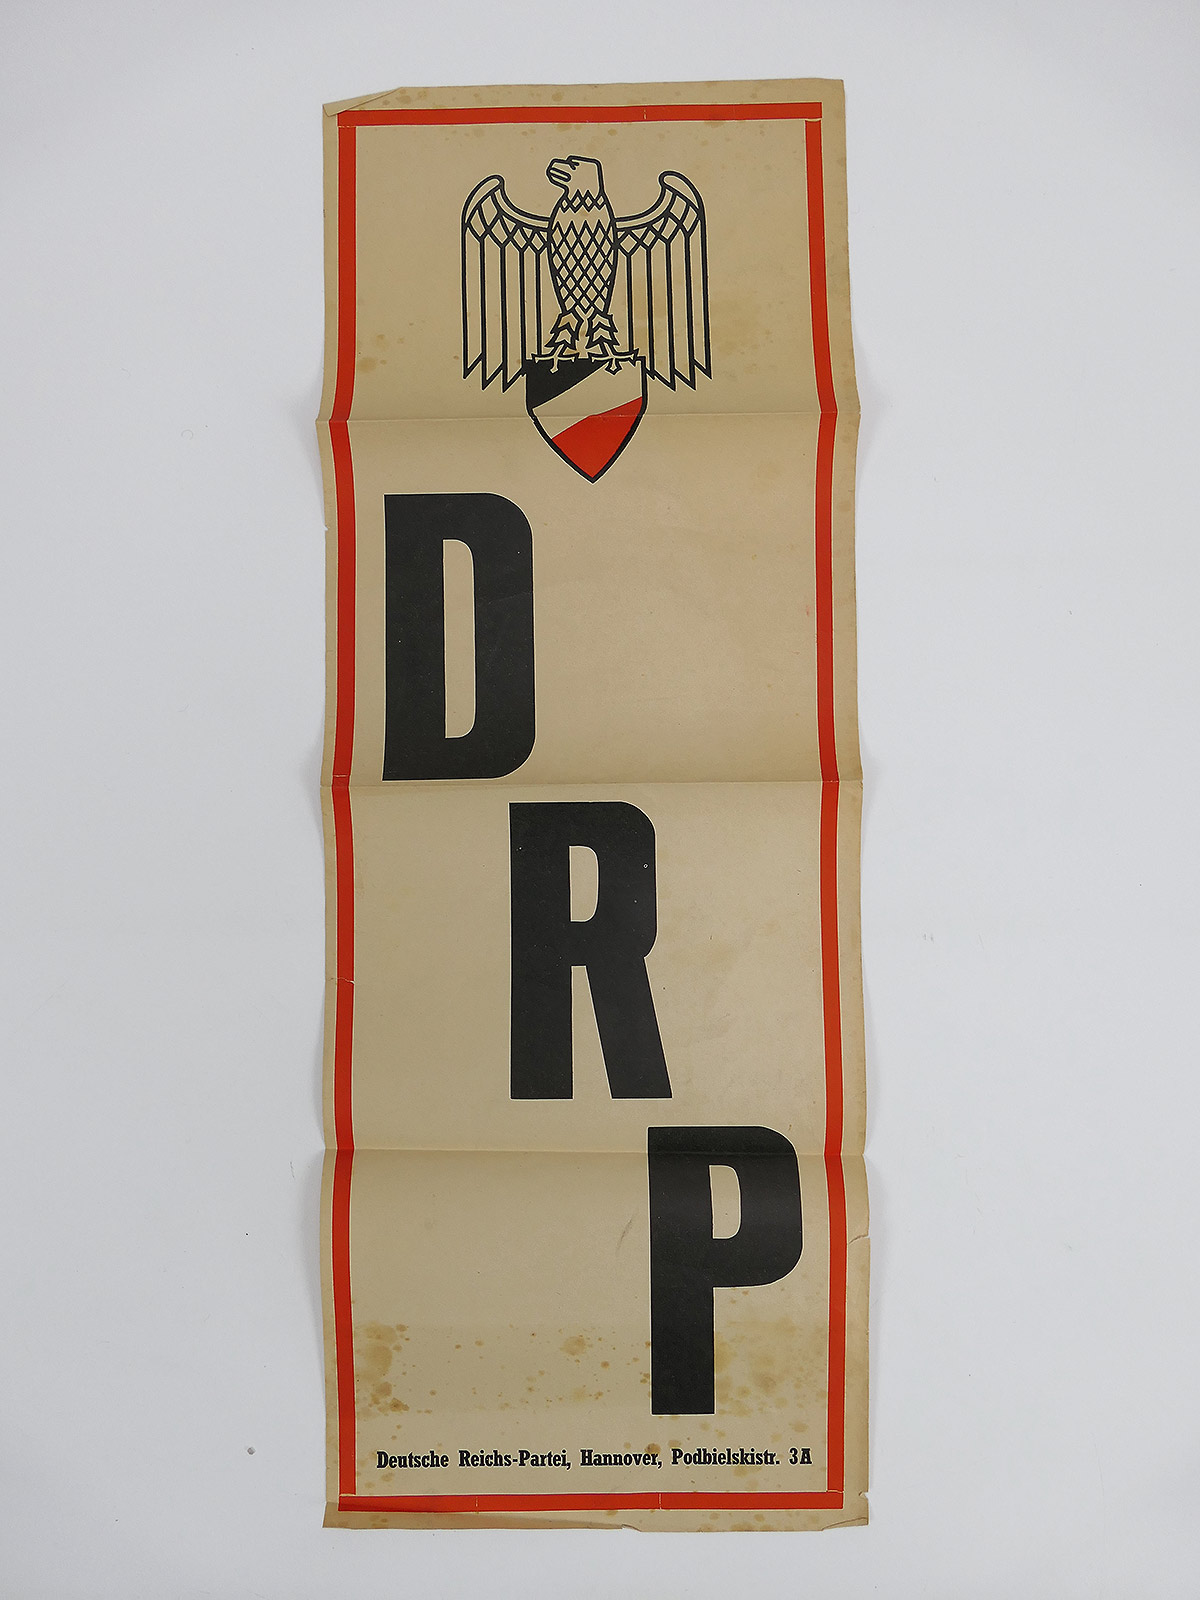 D
R
P
Deutsche Reichs-Partei, Hannover, Podbielskistr. 3A